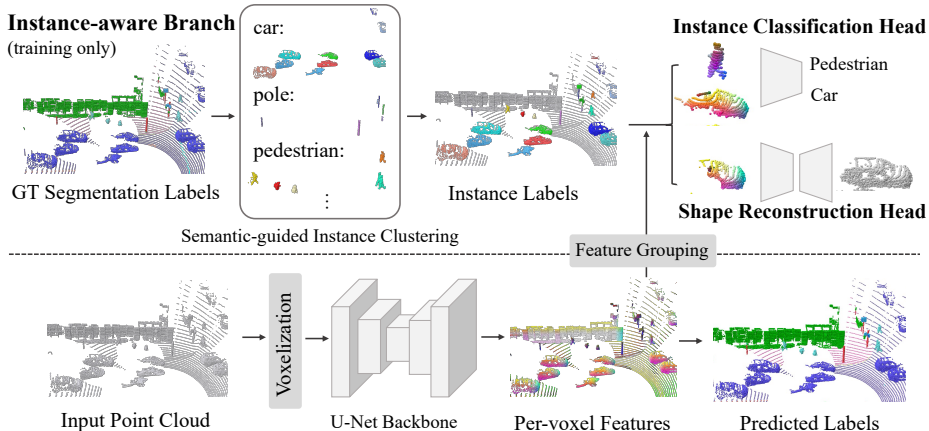 Instance-aware Branch
(training only)
GT Segmentation Labels
car:
pole:
pedestrian:
⋮
Semantic-guided Instance Clustering
Instance Labels
Instance Classification Head
Pedestrian
Car
Shape Reconstruction Head
Feature Grouping
Input Point Cloud
Voxelization
U-Net Backbone
Per-voxel Features
Predicted Labels